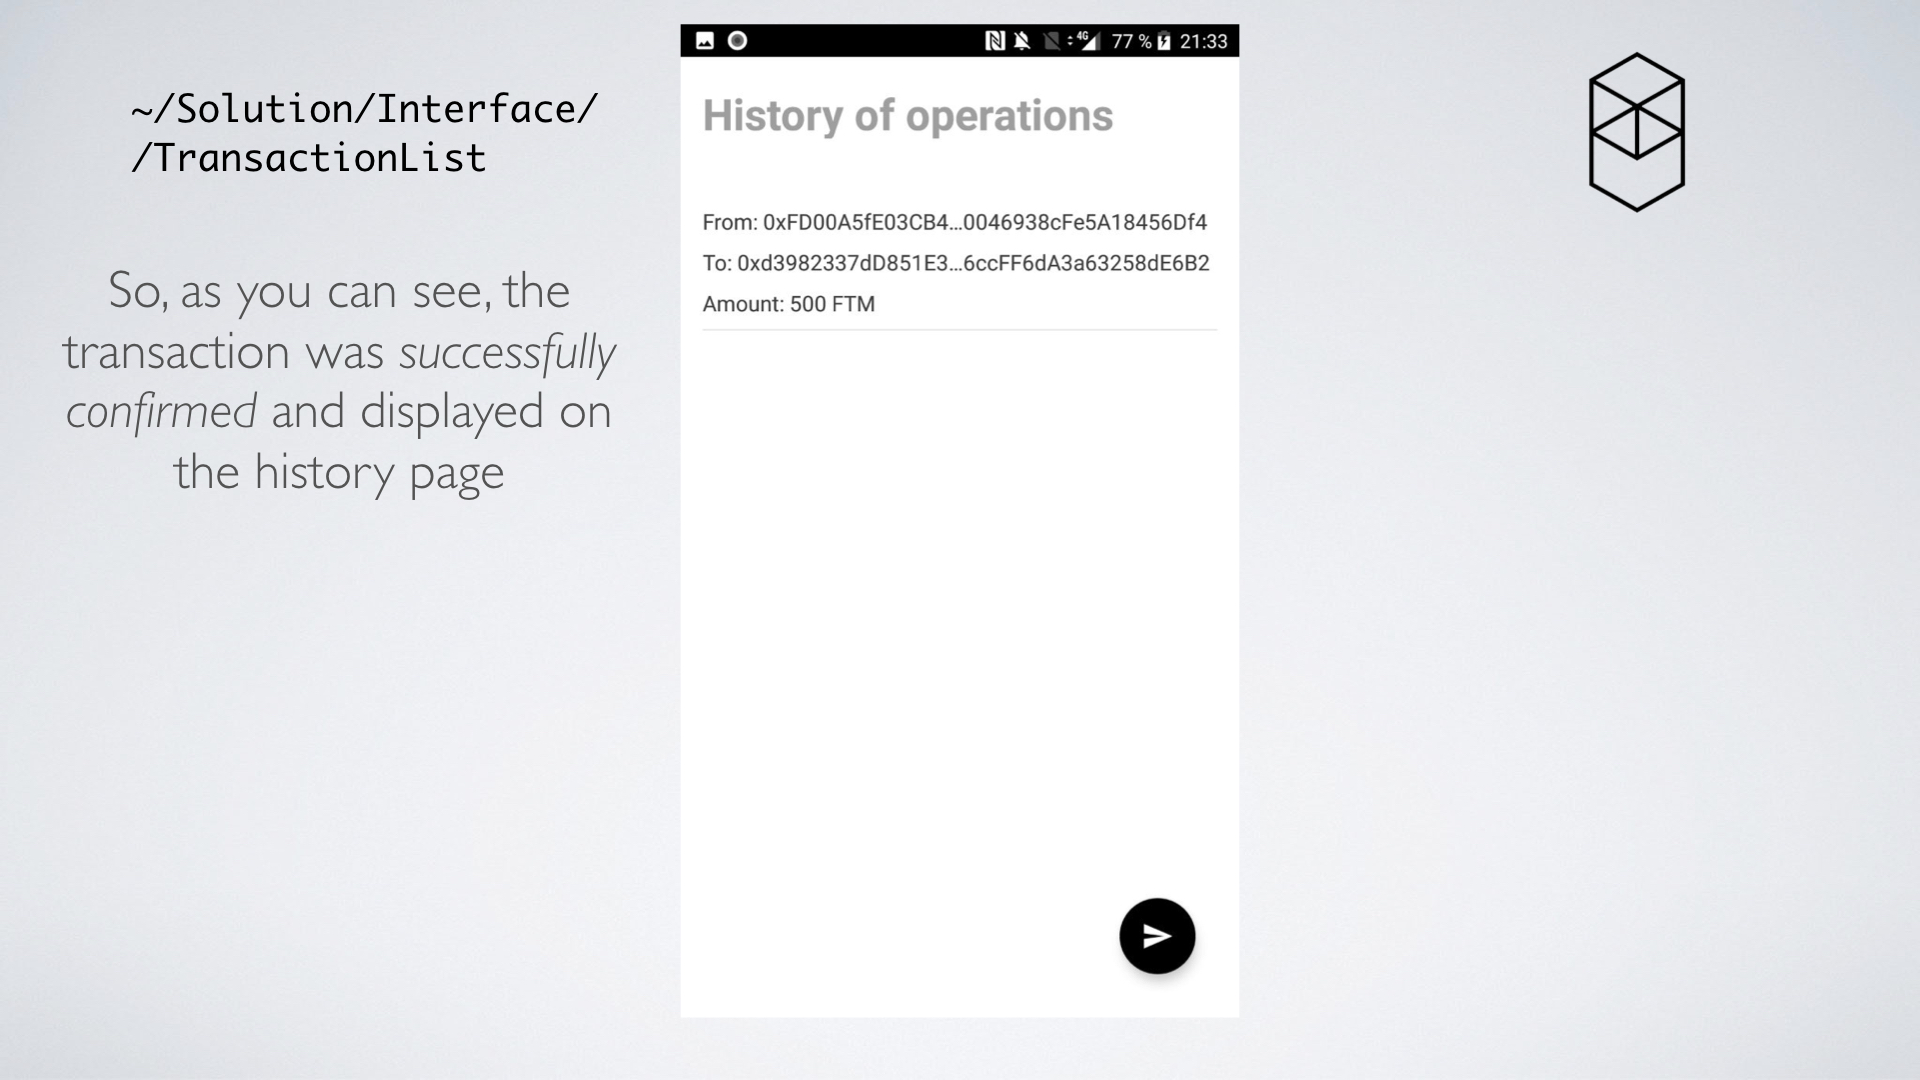 ~/Solution/Interface/
/TransactionList
So, as you can see, the
transaction was successfully
confirmed and displayed on
the history page
4G 77 % 21:33
History of operations
From: 0xFD00A5fE03CB4…0046938cFe5A18456Df4
To: 0xd3982337dD851E3…6ccFF6dA3a63258dE6B2
Amount: 500 FTM